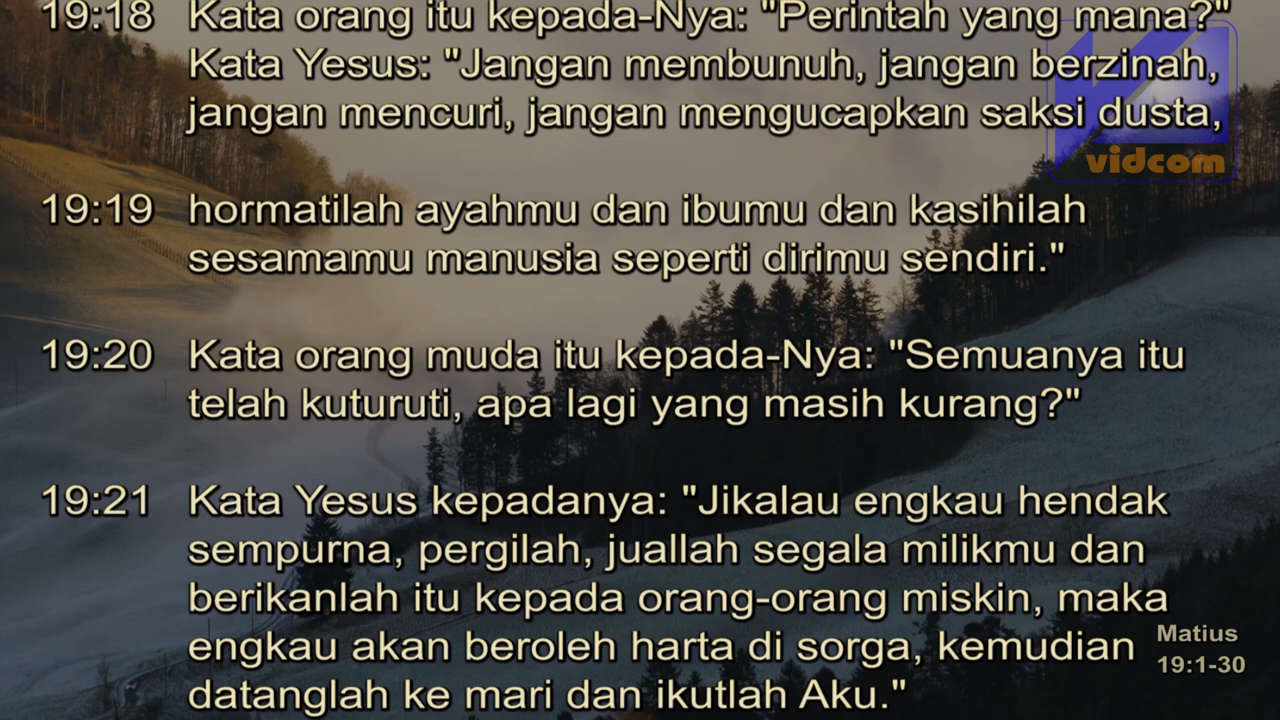 19:18 Kata orang itu kepada-Nya: "Perintah yang mana?"
Kata Yesus: "Jangan membunuh, jangan berzinah,
jangan mencuri, jangan mengucapkan saksi dusta,
vidcom
19:19 hormatilah ayahmu dan ibumu dan kasihilah
sesamamu manusia seperti dirimu sendiri."
19:20 Kata orang muda itu kepada-Nya: "Semuanya itu
telah kuturuti, apa lagi yang masih kurang?"
19:21 Kata Yesus kepadanya: "Jikalau engkau hendak
sempurna, pergilah, juallah segala milikmu dan
berikanlah itu kepada orang-orang miskin, maka
engkau akan beroleh harta di sorga, kemudian
datanglah ke mari dan ikutlah Aku."
Matius
19:1-30